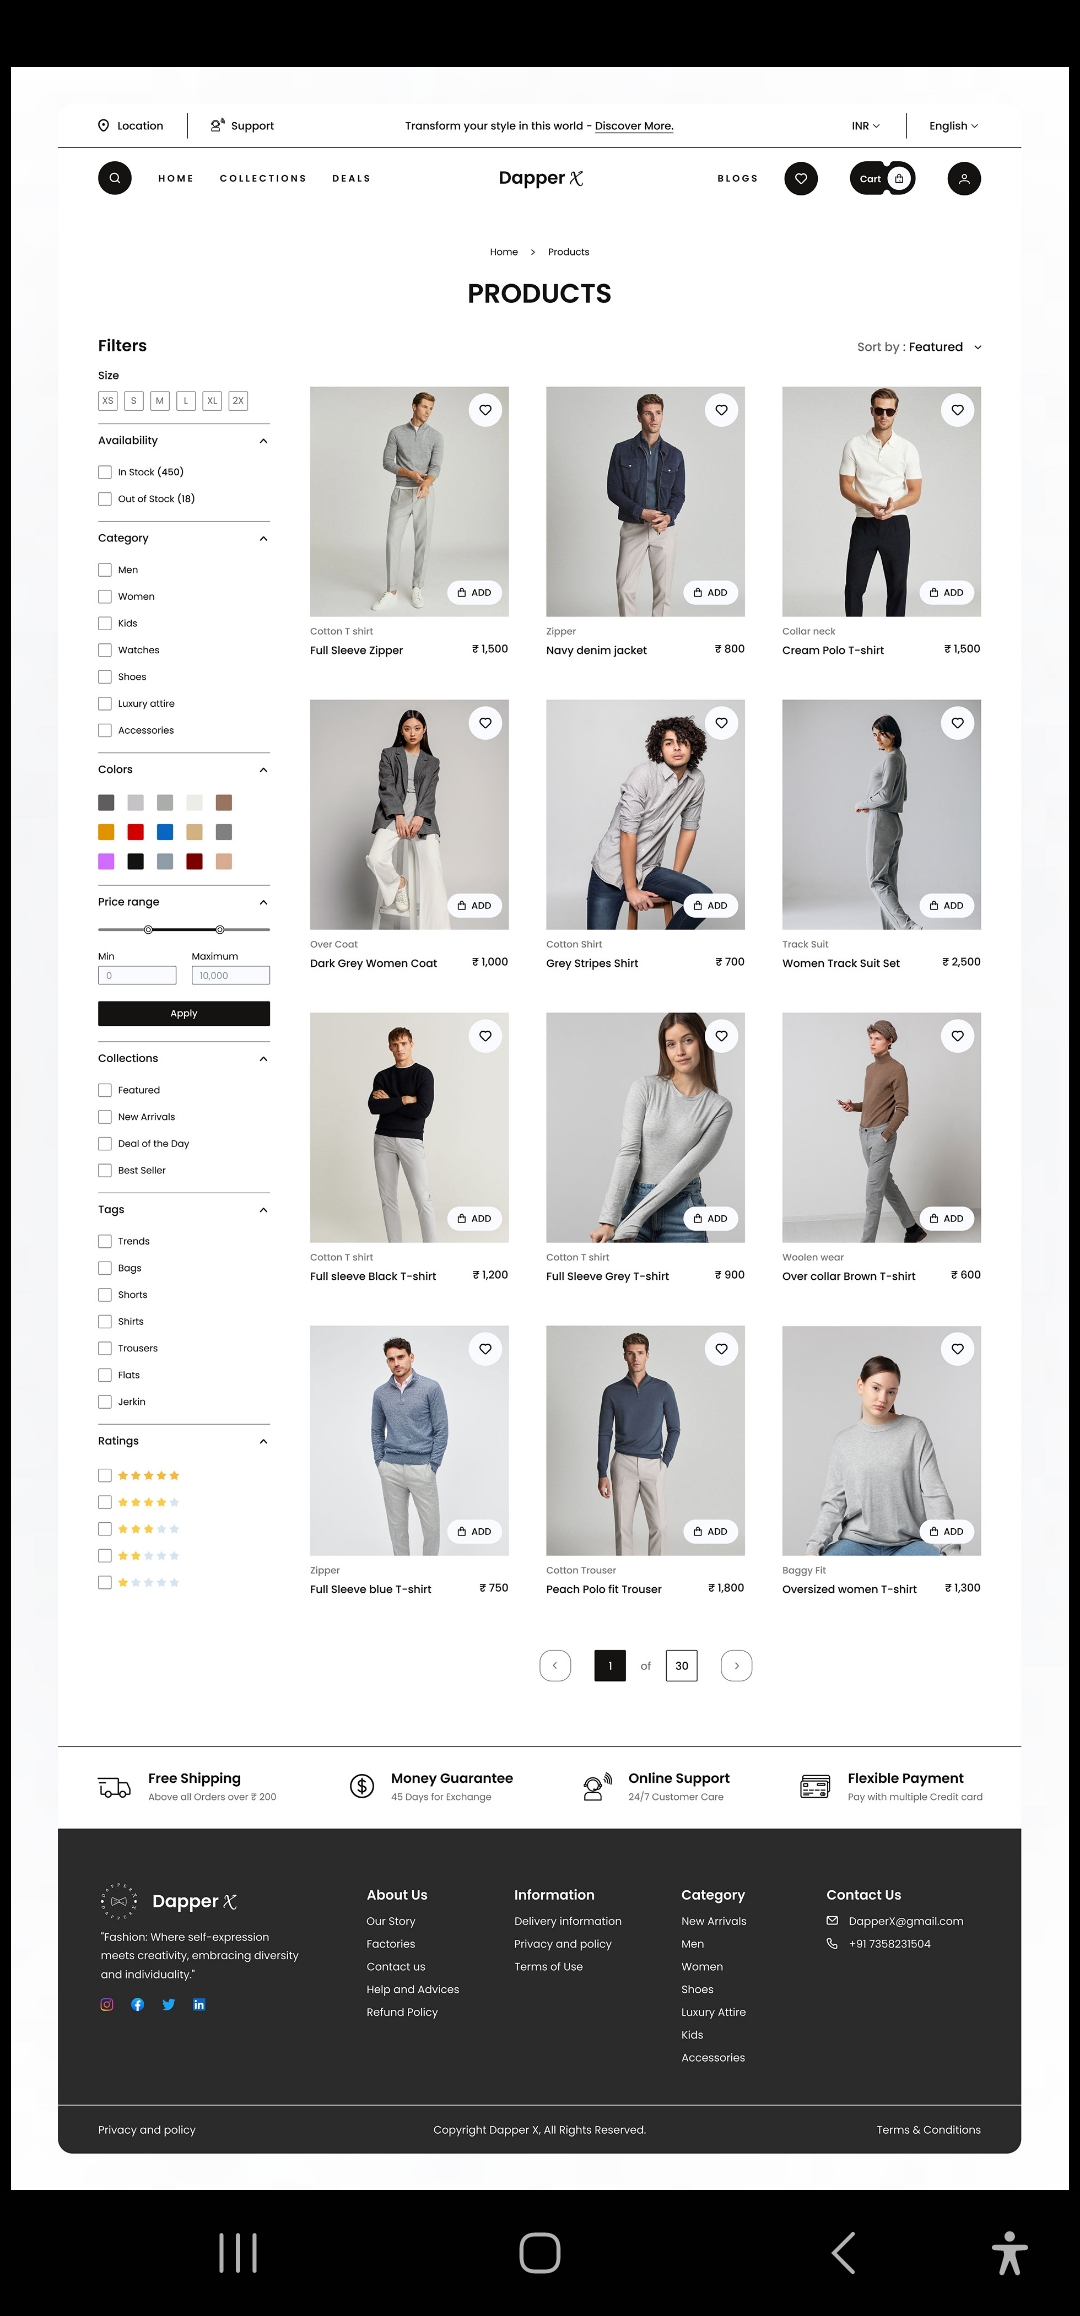 Location
Support
Transform your style in this world - Discover More.
INR
English
HOME
COLLECTIONS
DEALS
Dapper X
BLOGS
Cart
Home > Products
PRODUCTS
Filters
Sort by : Featured
Size
XS S M L XL 2X
Availability
In Stock (450)
Out of Stock (18)
Category
Men
Women
Kids
Watches
Shoes
Luxury attire
Accessories
Colors
Price range
Min Maximum
0 10,000
Apply
Collections
Featured
New Arrivals
Deal of the Day
Best Seller
Tags
Trends
Bags
Shorts
Shirts
Trousers
Flats
Jerkin
Ratings
ADD
Cotton T shirt
Full Sleeve Zipper ₹ 1,500
ADD
Zipper
Navy denim jacket ₹ 800
ADD
Collar neck
Cream Polo T-shirt ₹ 1,500
ADD
Over Coat
Dark Grey Women Coat ₹ 1,000
ADD
Cotton Shirt
Grey Stripes Shirt ₹ 700
ADD
Track Suit
Women Track Suit Set ₹ 2,500
ADD
Cotton T shirt
Full sleeve Black T-shirt ₹ 1,200
ADD
Cotton T shirt
Full Sleeve Grey T-shirt ₹ 900
ADD
Woolen wear
Over collar Brown T-shirt ₹ 600
ADD
Zipper
Full Sleeve blue T-shirt ₹ 750
ADD
Cotton Trouser
Peach Polo fit Trouser ₹ 1,800
ADD
Baggy Fit
Oversized women T-shirt ₹ 1,300
1 of 30
Free Shipping
Above all Orders over ₹ 200
Money Guarantee
45 Days for Exchange
Online Support
24/7 Customer Care
Flexible Payment
Pay with multiple Credit card
Dapper X
"Fashion: Where self-expression
meets creativity, embracing diversity
and individuality."
About Us
Our Story
Factories
Contact us
Help and Advices
Refund Policy
Information
Delivery information
Privacy and policy
Terms of Use
Category
New Arrivals
Men
Women
Shoes
Luxury Attire
Kids
Accessories
Contact Us
DapperX@gmail.com
+91 7358231504
Privacy and policy
Copyright Dapper X, All Rights Reserved.
Terms & Conditions